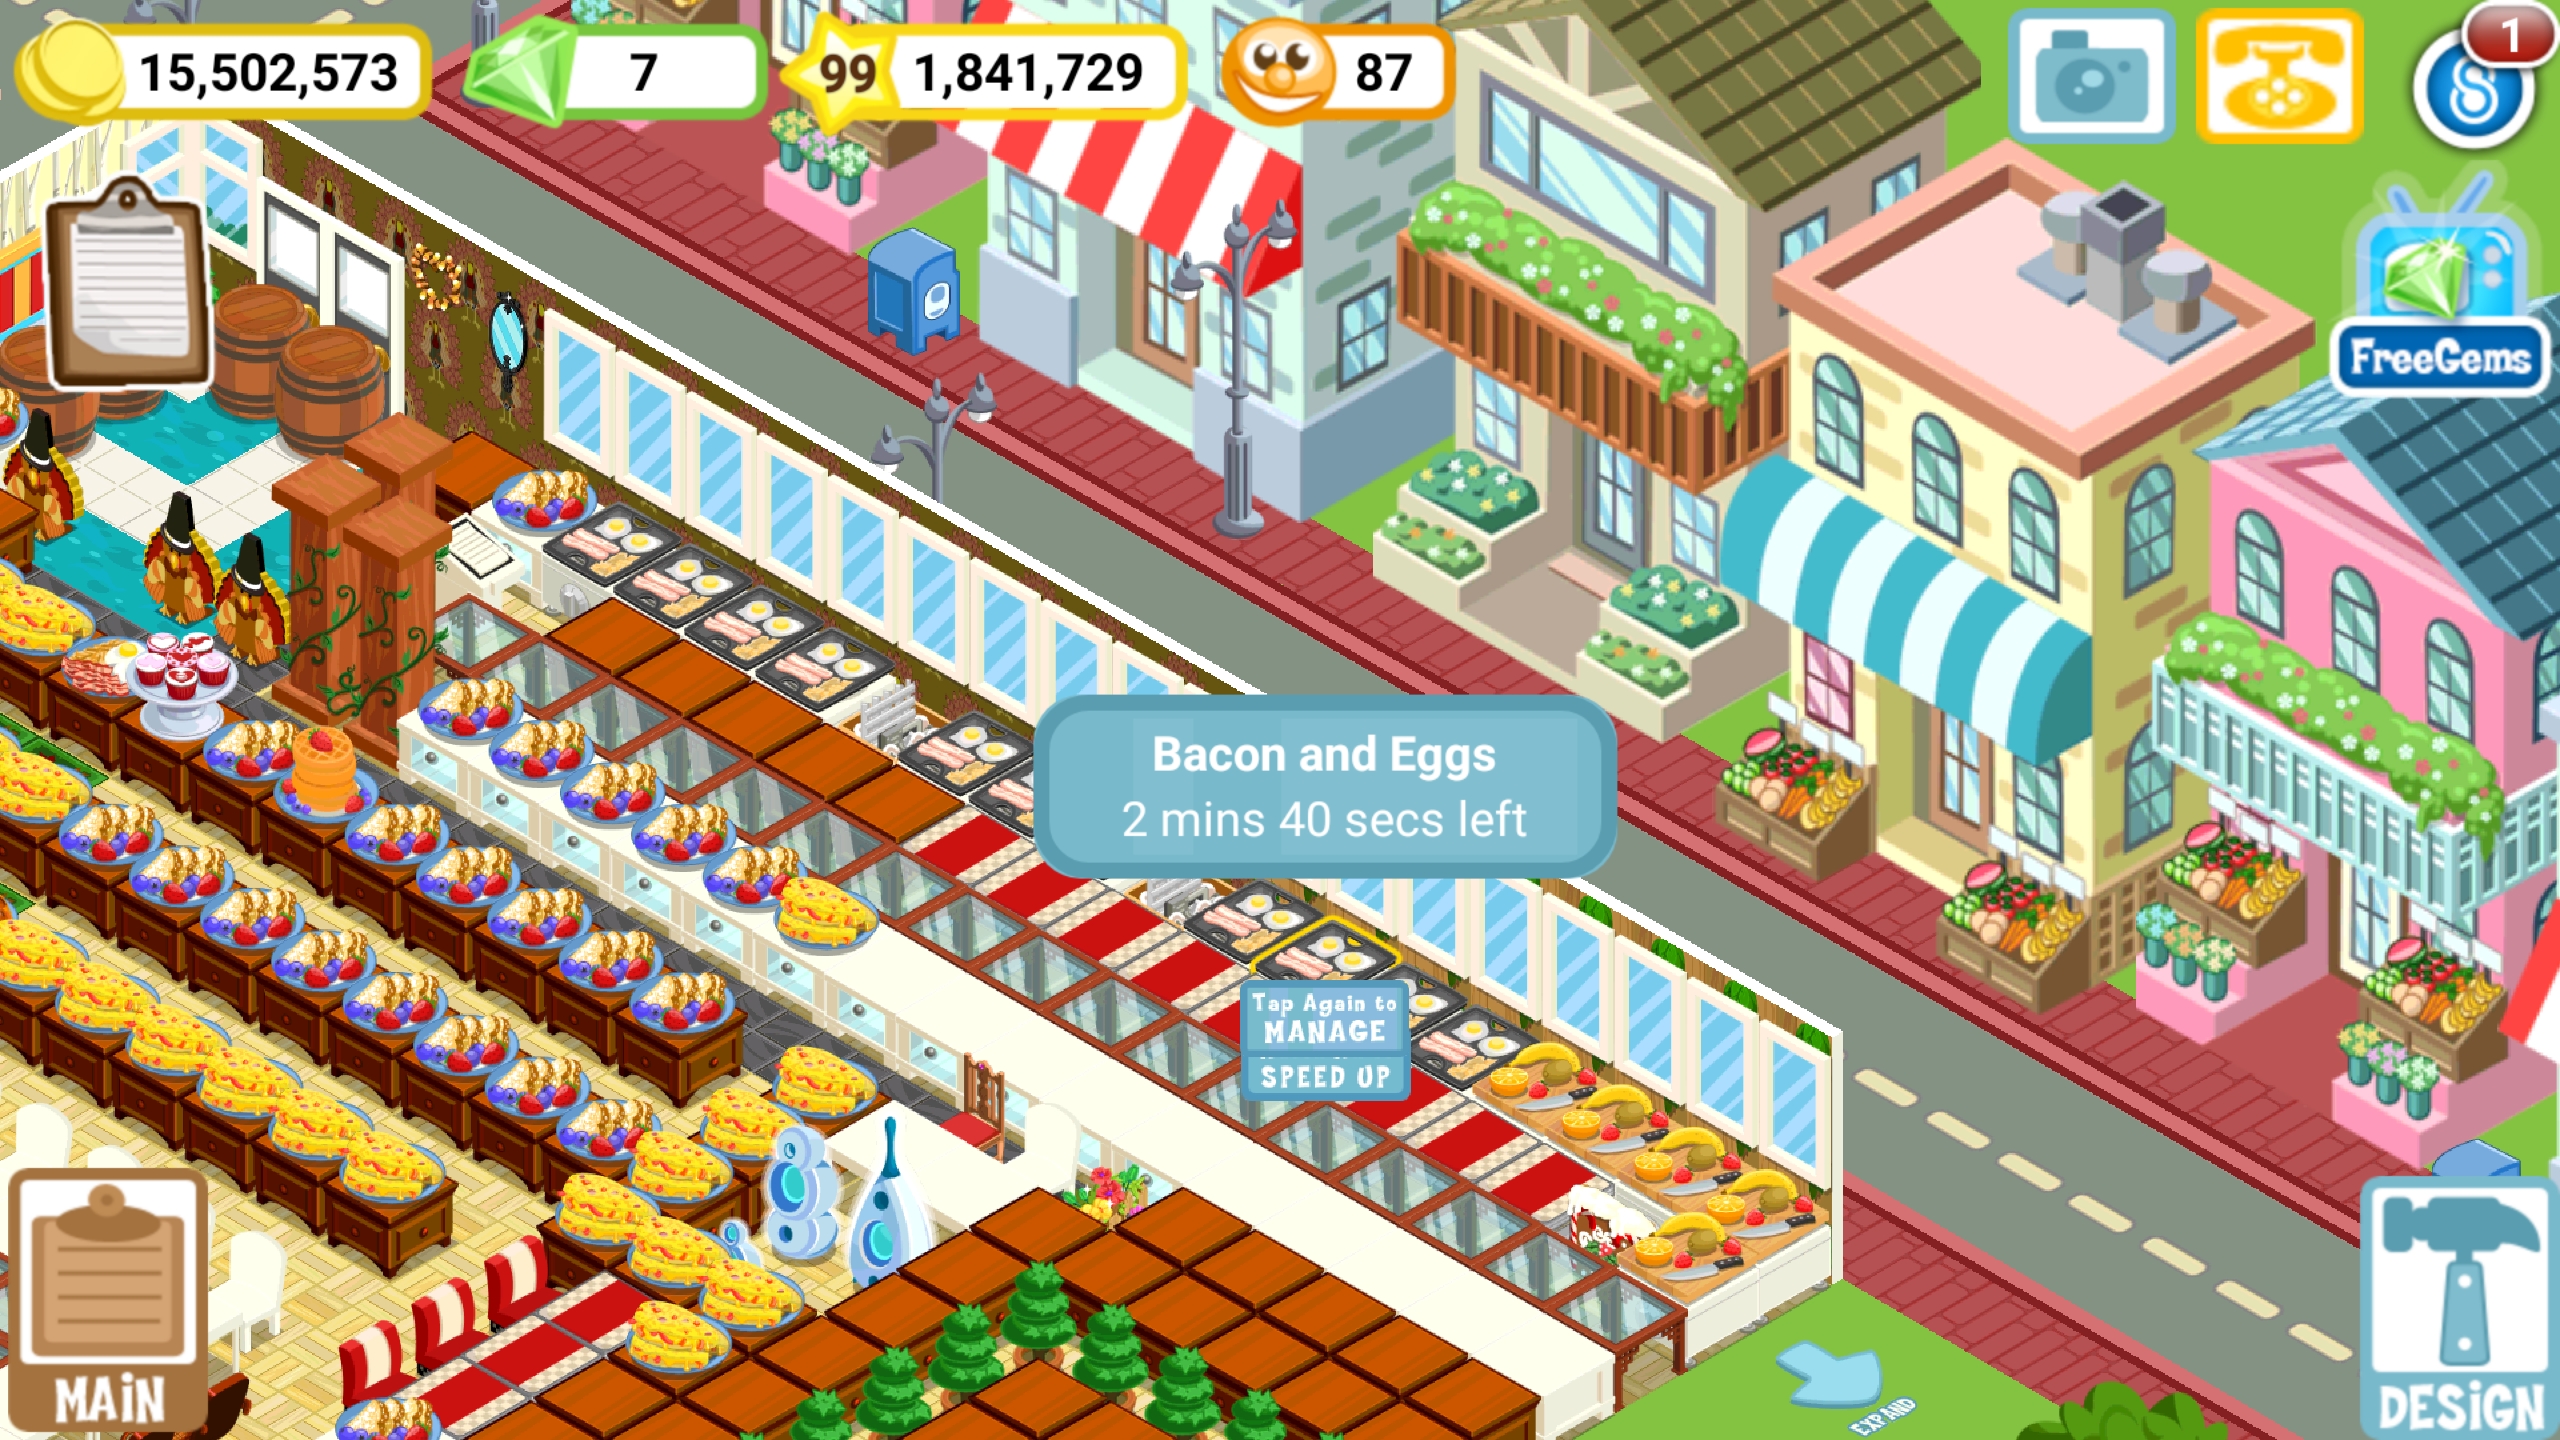 15,502,573
7
99 1,841,729
87
1
FreeGems
Bacon and Eggs
2 mins 40 secs left
Tap Again to
MANAGE
SPEED UP
MAiN
EXPAND
DESiGN